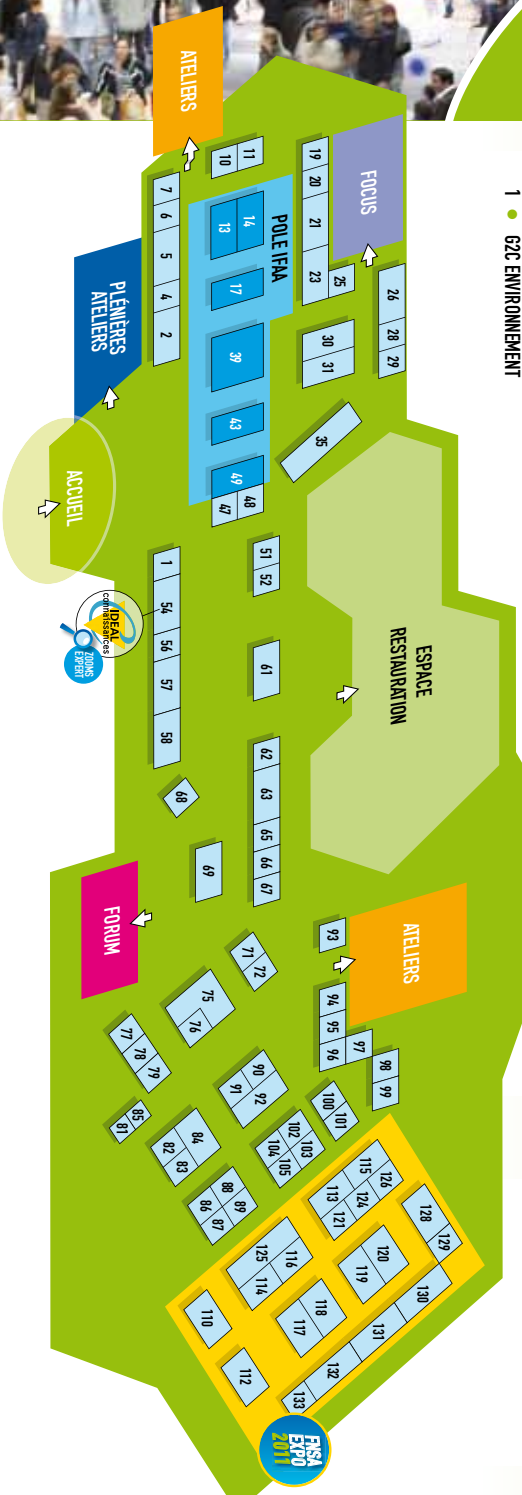 1 • G2C ENVIRONNEMENT
ATELIERS
FOCUS
POLE IFAA
PLÉNIÈRES
ATELIERS
ACCUEIL
ESPACE
RESTAURATION
IDEAL
connaissances
ZOOMS
EXPERT
FORUM
ATELIERS
FNSA
EXPO
2011
7 6 5 4 2
10 11
13 14
17
39
43
49
47 48
19 20 21 23
25
26 28 29
30 31
35
1 54 56 57 58
51 52
61
62 63 65 66 67
68
69
71 72
75 76
77 78 79
81 85
82 83 84
86 87 88 89
90 91 92
93
94 95 96
97
98 99
100 101
102 103 104 105
110
112
113 115 121 124 126
114 116 125
117 118
119 120
128 129
130 131 132 133